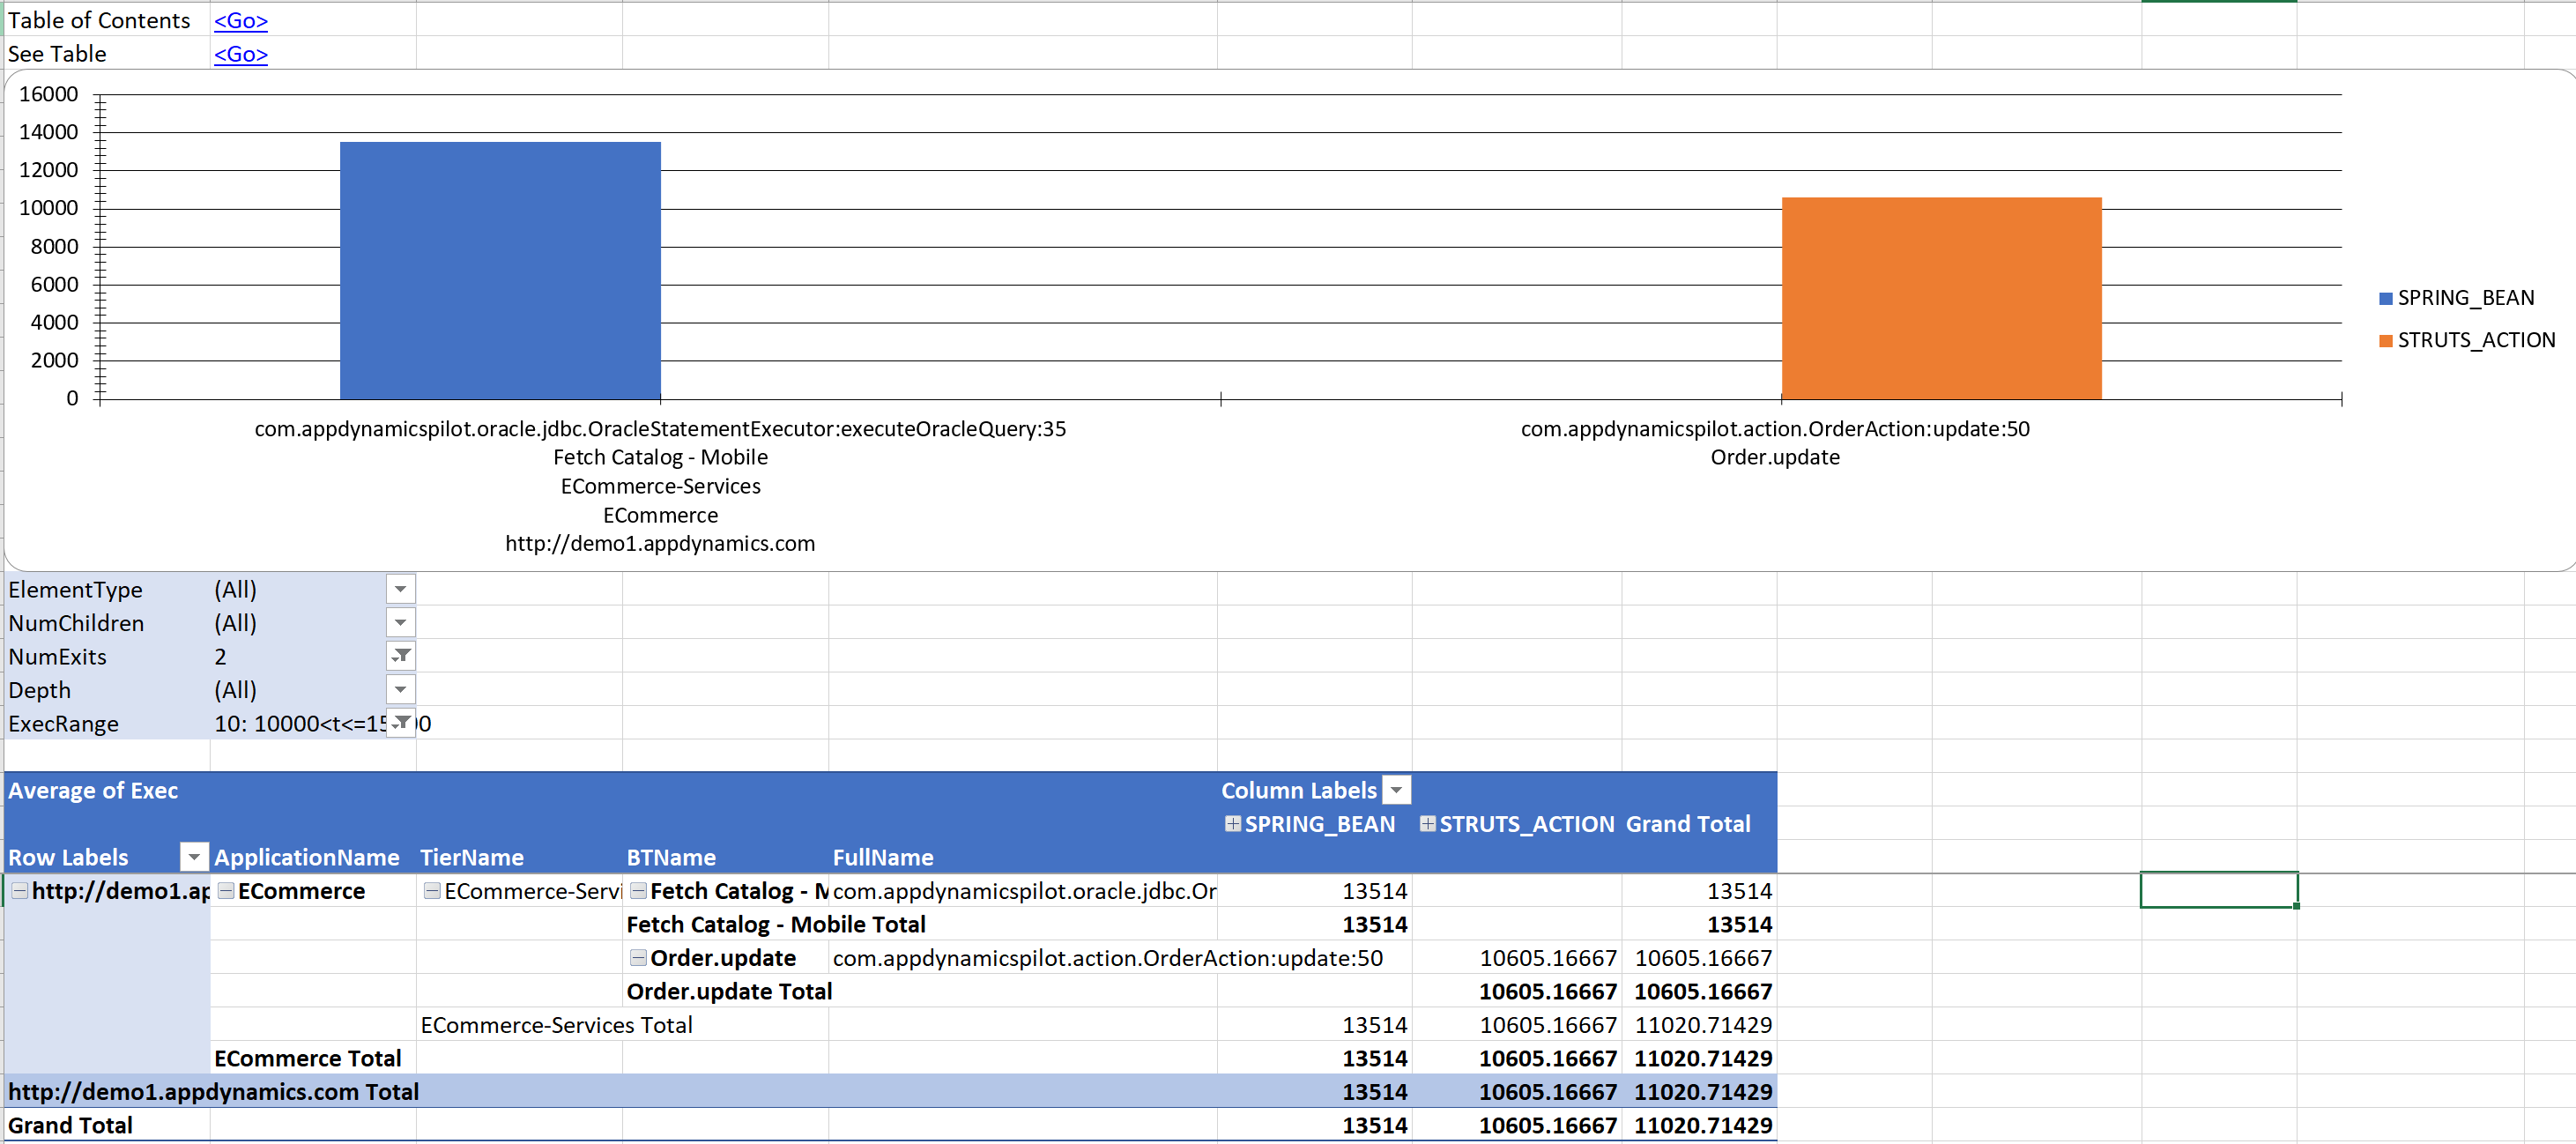 Table of Contents <Go>
See Table <Go>
16000
14000
12000
10000
8000
6000
4000
2000
0
SPRING_BEAN
STRUTS_ACTION
com.appdynamicspilot.oracle.jdbc.OracleStatementExecutor:executeOracleQuery:35
Fetch Catalog - Mobile
ECommerce-Services
ECommerce
http://demo1.appdynamics.com
com.appdynamicspilot.action.OrderAction:update:50
Order.update
ElementType (All)
NumChildren (All)
NumExits 2
Depth (All)
ExecRange 10: 10000<t<=15 0
Average of Exec Column Labels
SPRING_BEAN STRUTS_ACTION Grand Total
Row Labels ApplicationName TierName BTName FullName
http://demo1.ap ECommerce ECommerce-Servi Fetch Catalog - M com.appdynamicspilot.oracle.jdbc.Or 13514 13514
Fetch Catalog - Mobile Total 13514 13514
Order.update com.appdynamicspilot.action.OrderAction:update:50 10605.16667 10605.16667
Order.update Total 10605.16667 10605.16667
ECommerce-Services Total 13514 10605.16667 11020.71429
ECommerce Total 13514 10605.16667 11020.71429
http://demo1.appdynamics.com Total 13514 10605.16667 11020.71429
Grand Total 13514 10605.16667 11020.71429